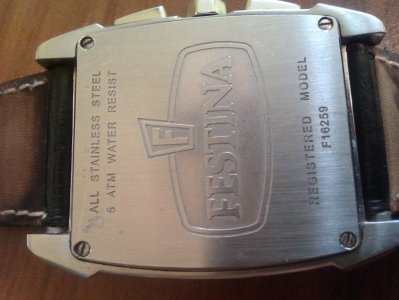 ALL STAINLESS STEEL
5 ATM WATER RESIST
F
FESTINA
REGISTERED MODEL
F16259